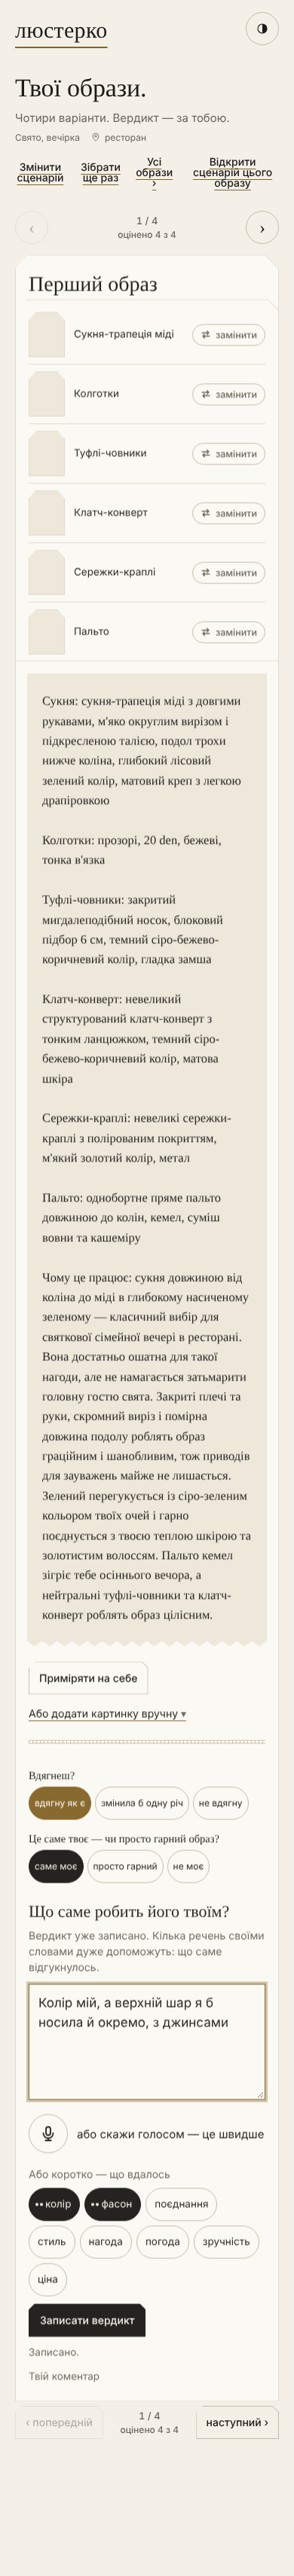 люстерко
Твої образи.
Чотири варіанти. Вердикт — за тобою.
Свято, вечірка ресторан
Змінити
сценарій
Зібрати
ще раз
Усі
образи
›
Відкрити
сценарій цього
образу
‹
1 / 4
оцінено 4 з 4
›
Перший образ
Сукня-трапеція міді ⇄ замінити
Колготки ⇄ замінити
Туфлі-човники ⇄ замінити
Клатч-конверт ⇄ замінити
Сережки-краплі ⇄ замінити
Пальто ⇄ замінити
Сукня: сукня-трапеція міді з довгими
рукавами, м'яко округлим вирізом і
підкресленою талією, подол трохи
нижче коліна, глибокий лісовий
зелений колір, матовий креп з легкою
драпіровкою
Колготки: прозорі, 20 den, бежеві,
тонка в'язка
Туфлі-човники: закритий
мигдалеподібний носок, блоковий
підбор 6 см, темний сіро-бежево-
коричневий колір, гладка замша
Клатч-конверт: невеликий
структурований клатч-конверт з
тонким ланцюжком, темний сіро-
бежево-коричневий колір, матова
шкіра
Сережки-краплі: невеликі сережки-
краплі з полірованим покриттям,
м'який золотий колір, метал
Пальто: однобортне пряме пальто
довжиною до колін, кемел, суміш
вовни та кашеміру
Чому це працює: сукня довжиною від
коліна до міді в глибокому насиченому
зеленому — класичний вибір для
святкової сімейної вечері в ресторані.
Вона достатньо ошатна для такої
нагоди, але не намагається затьмарити
головну гостю свята. Закриті плечі та
руки, скромний виріз і помірна
довжина подолу роблять образ
граційним і шанобливим, тож приводів
для зауважень майже не лишається.
Зелений перегукується із сіро-зеленим
кольором твоїх очей і гарно
поєднується з твоєю теплою шкірою та
золотистим волоссям. Пальто кемел
зігріє тебе осіннього вечора, а
нейтральні туфлі-човники та клатч-
конверт роблять образ цілісним.
Приміряти на себе
Або додати картинку вручну ▾
Вдягнеш?
вдягну як є змінила б одну річ не вдягну
Це саме твоє — чи просто гарний образ?
саме моє просто гарний не моє
Що саме робить його твоїм?
Вердикт уже записано. Кілька речень своїми
словами дуже допоможуть: що саме
відгукнулось.
Колір мій, а верхній шар я б
носила й окремо, з джинсами
або скажи голосом — це швидше
Або коротко — що вдалось
•• колір •• фасон поєднання
стиль нагода погода зручність
ціна
Записати вердикт
Записано.
Твій коментар
‹ попередній
1 / 4
оцінено 4 з 4
наступний ›